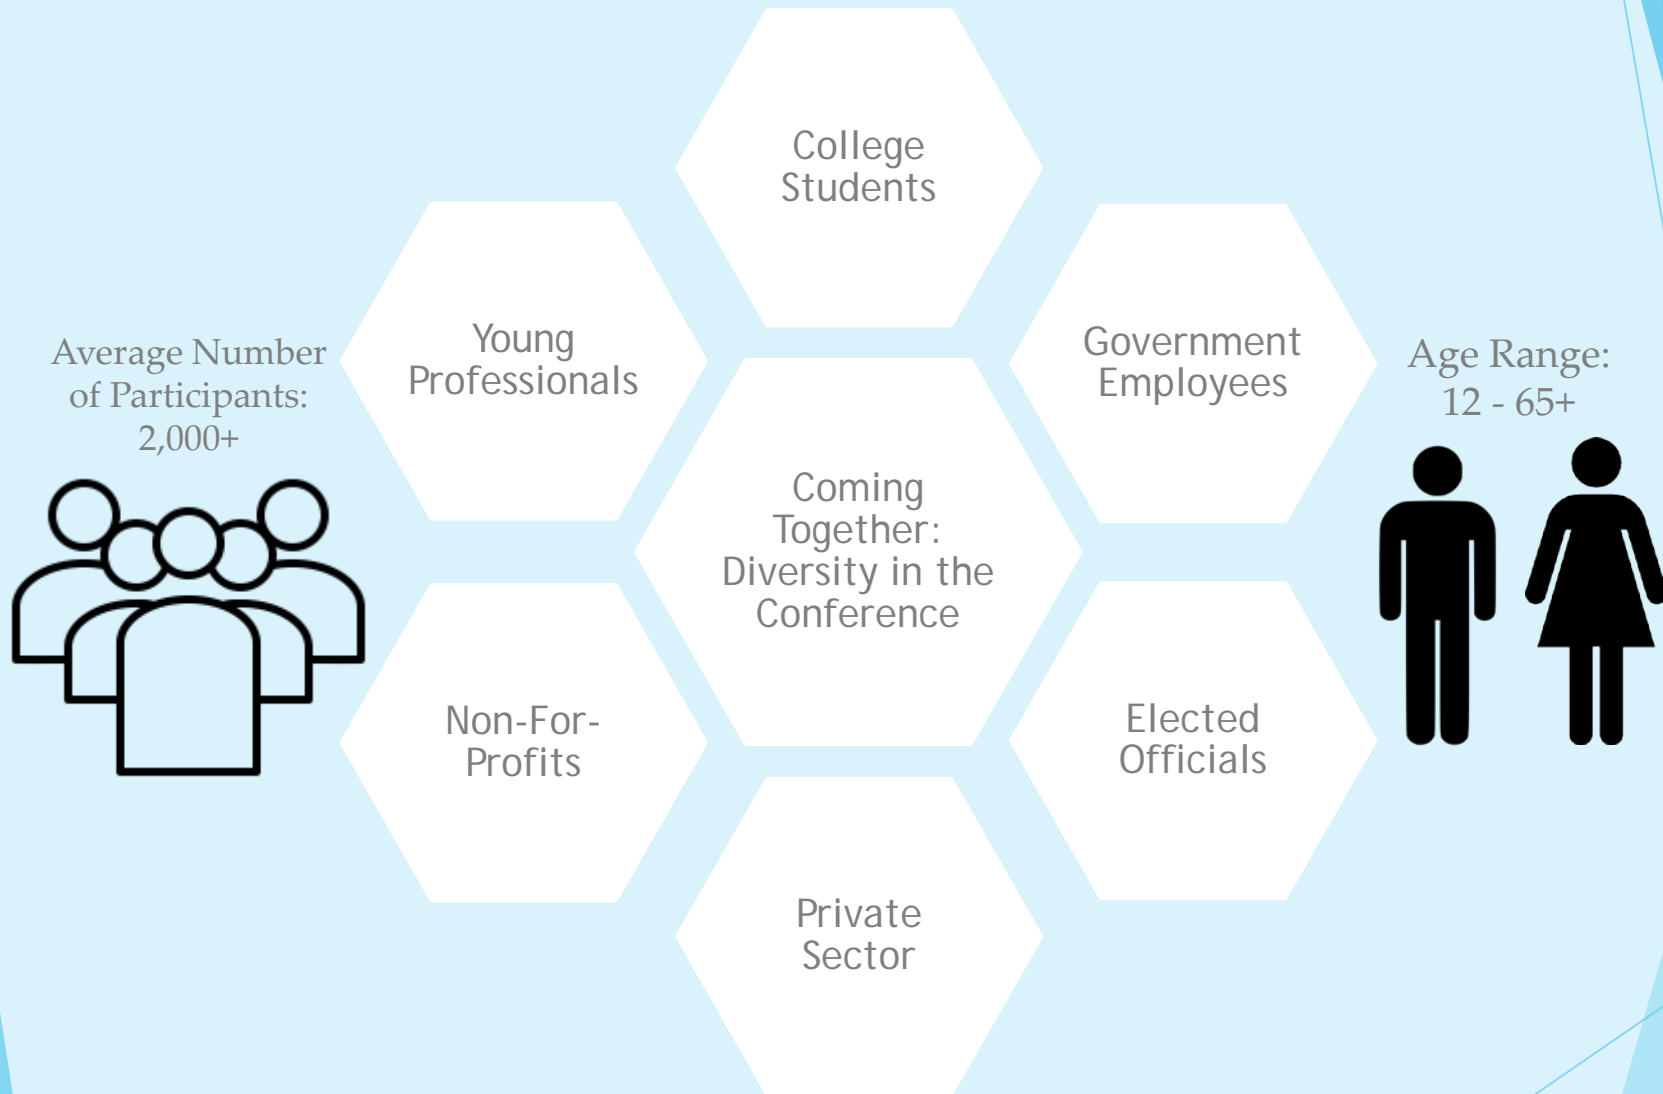 College
Students
Young
Professionals
Government
Employees
Average Number
of Participants:
2,000+
Age Range:
12 - 65+
Coming
Together:
Diversity in the
Conference
Non-For-
Profits
Elected
Officials
Private
Sector